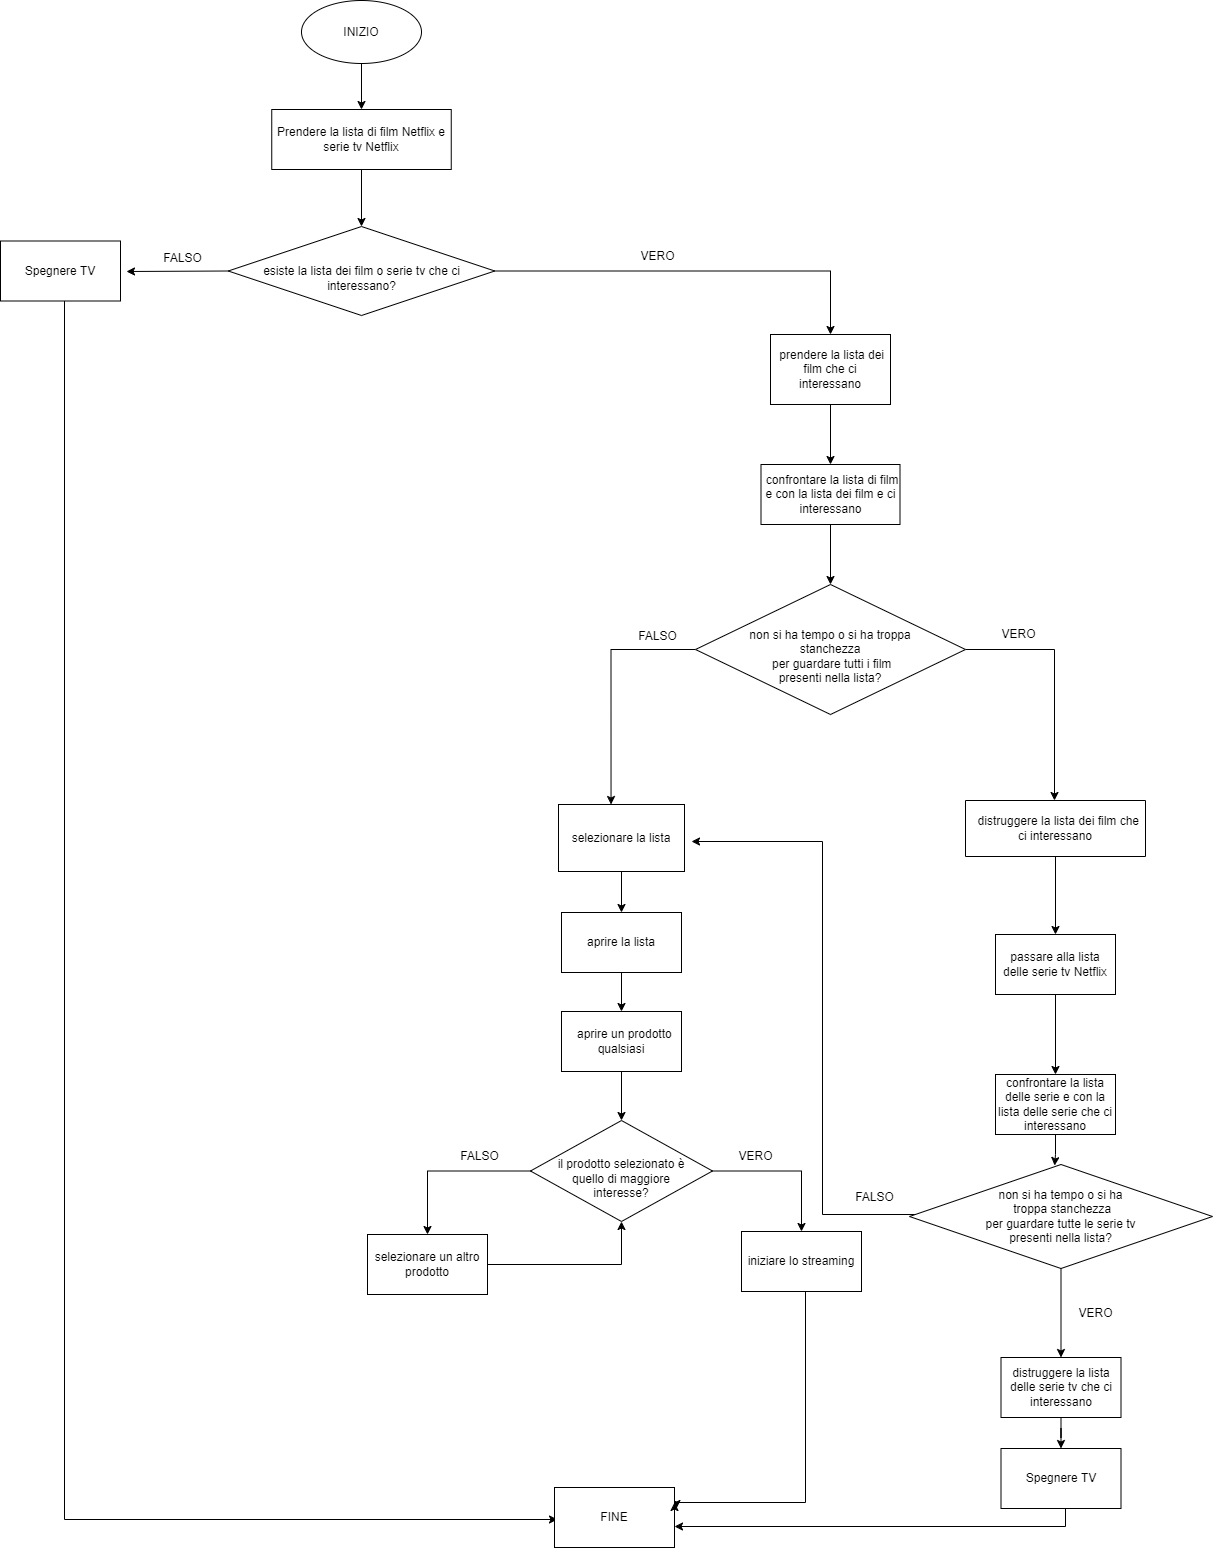 INIZIO
Prendere la lista di film Netflix e
serie tv Netflix
FALSO
VERO
Spegnere TV
esiste la lista dei film o serie tv che ci
interessano?
prendere la lista dei
film che ci
interessano
confrontare la lista di film
e con la lista dei film e ci
interessano
FALSO
VERO
non si ha tempo o si ha troppa
stanchezza
per guardare tutti i film
presenti nella lista?
selezionare la lista
distruggere la lista dei film che
ci interessano
aprire la lista
passare alla lista
delle serie tv Netflix
aprire un prodotto
qualsiasi
confrontare la lista
delle serie e con la
lista delle serie che ci
interessano
FALSO
VERO
il prodotto selezionato è
quello di maggiore
interesse?
FALSO
non si ha tempo o si ha
troppa stanchezza
per guardare tutte le serie tv
presenti nella lista?
selezionare un altro
prodotto
iniziare lo streaming
VERO
distruggere la lista
delle serie tv che ci
interessano
Spegnere TV
FINE